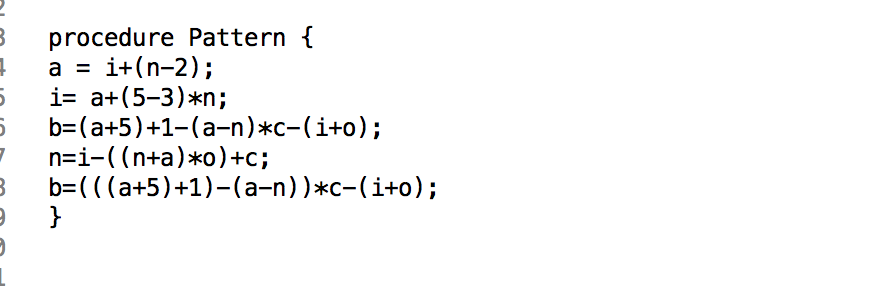 procedure Pattern {
a = i+(n-2);
i= a+(5-3)*n;
b=(a+5)+1-(a-n)*c-(i+o);
n=i-((n+a)*o)+c;
b=(((a+5)+1)-(a-n))*c-(i+o);
}